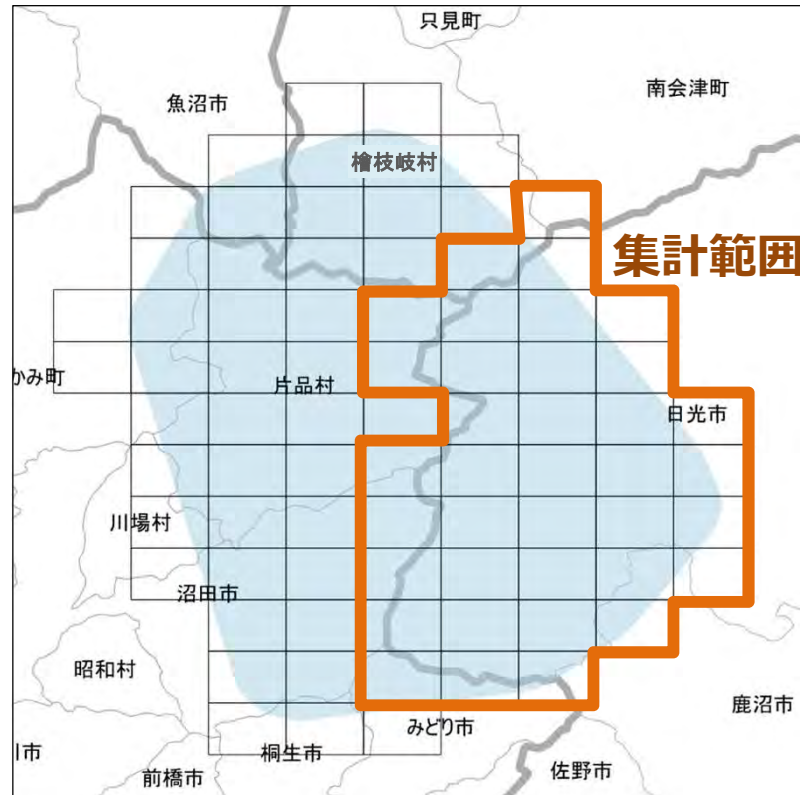 只見町
南会津町
魚沼市
檜枝岐村
集計範囲
かみ町
片品村
日光市
川場村
沼田市
昭和村
鹿沼市
みどり市
川市
桐生市
佐野市
前橋市